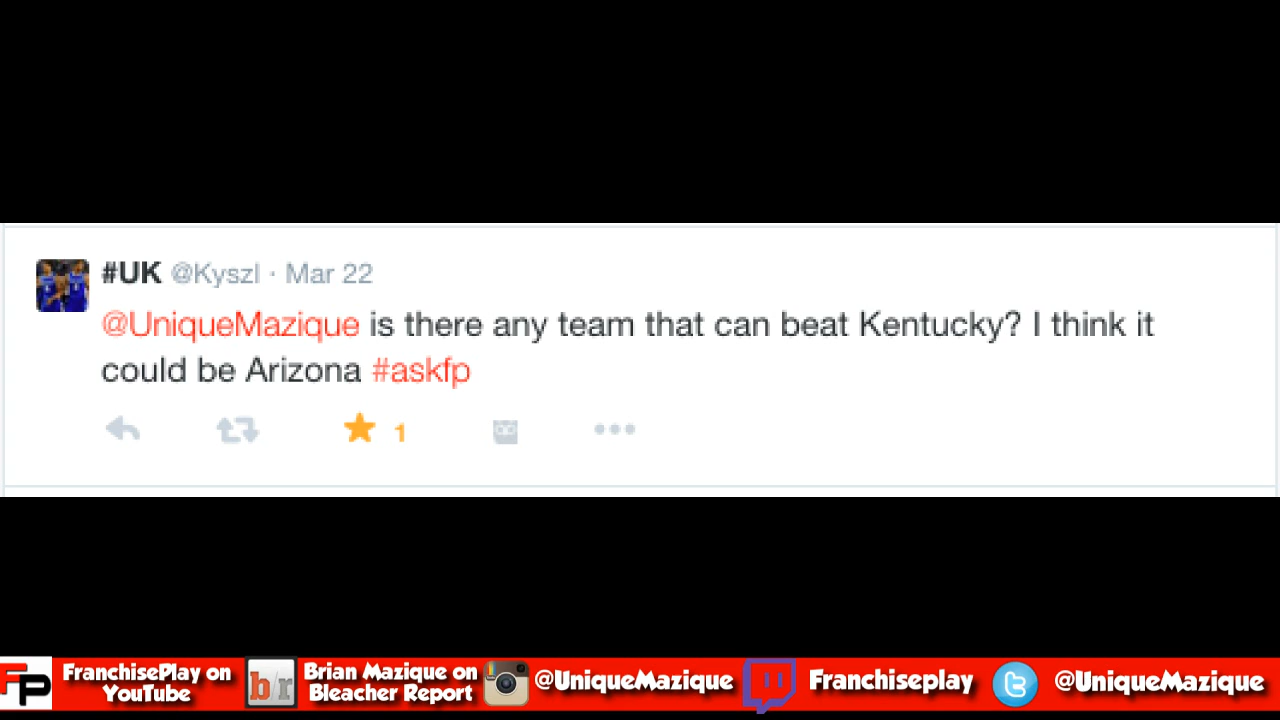 #UK @Kyszl · Mar 22
@UniqueMazique is there any team that can beat Kentucky? I think it
could be Arizona #askfp
1
FP
FranchisePlay on
YouTube
b/r
Brian Mazique on
Bleacher Report
@UniqueMazique
Franchiseplay
@UniqueMazique